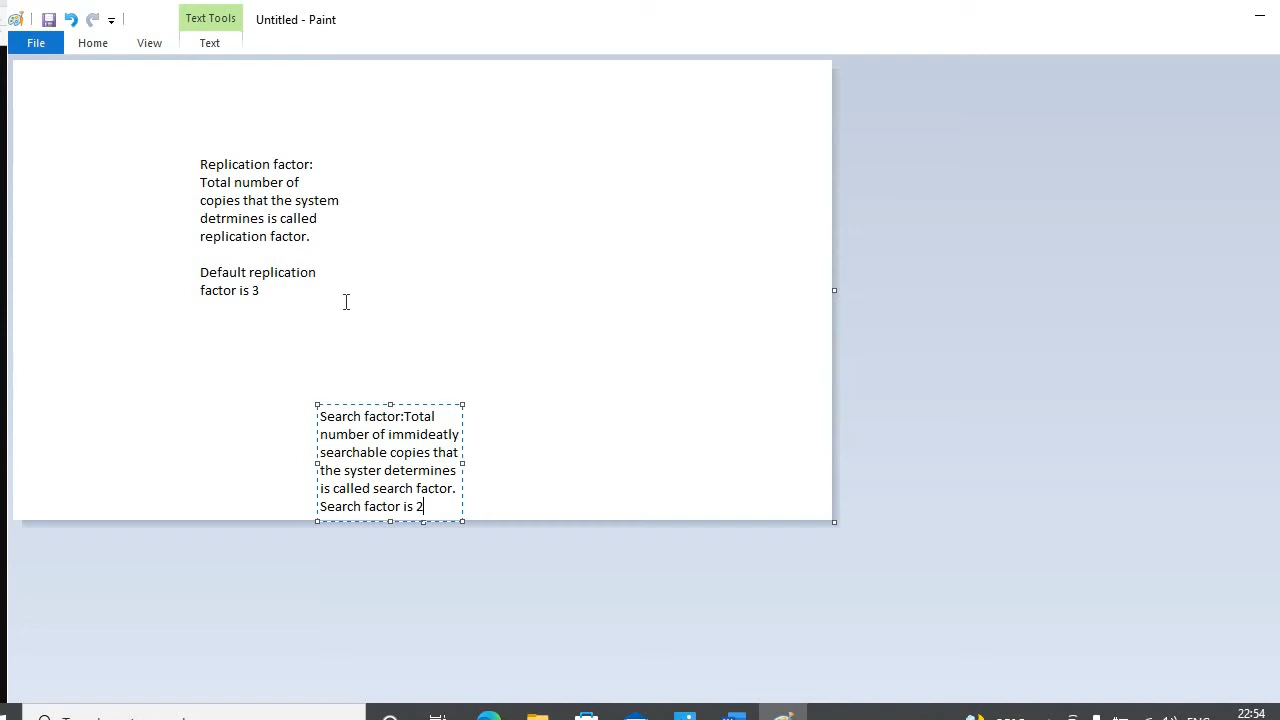 Text Tools
Untitled - Paint
File
Home
View
Text
Replication factor:
Total number of
copies that the system
detrmines is called
replication factor.
Default replication
factor is 3
Search factor:Total
number of immideatly
searchable copies that
the syster determines
is called search factor.
Search factor is 2
22:54